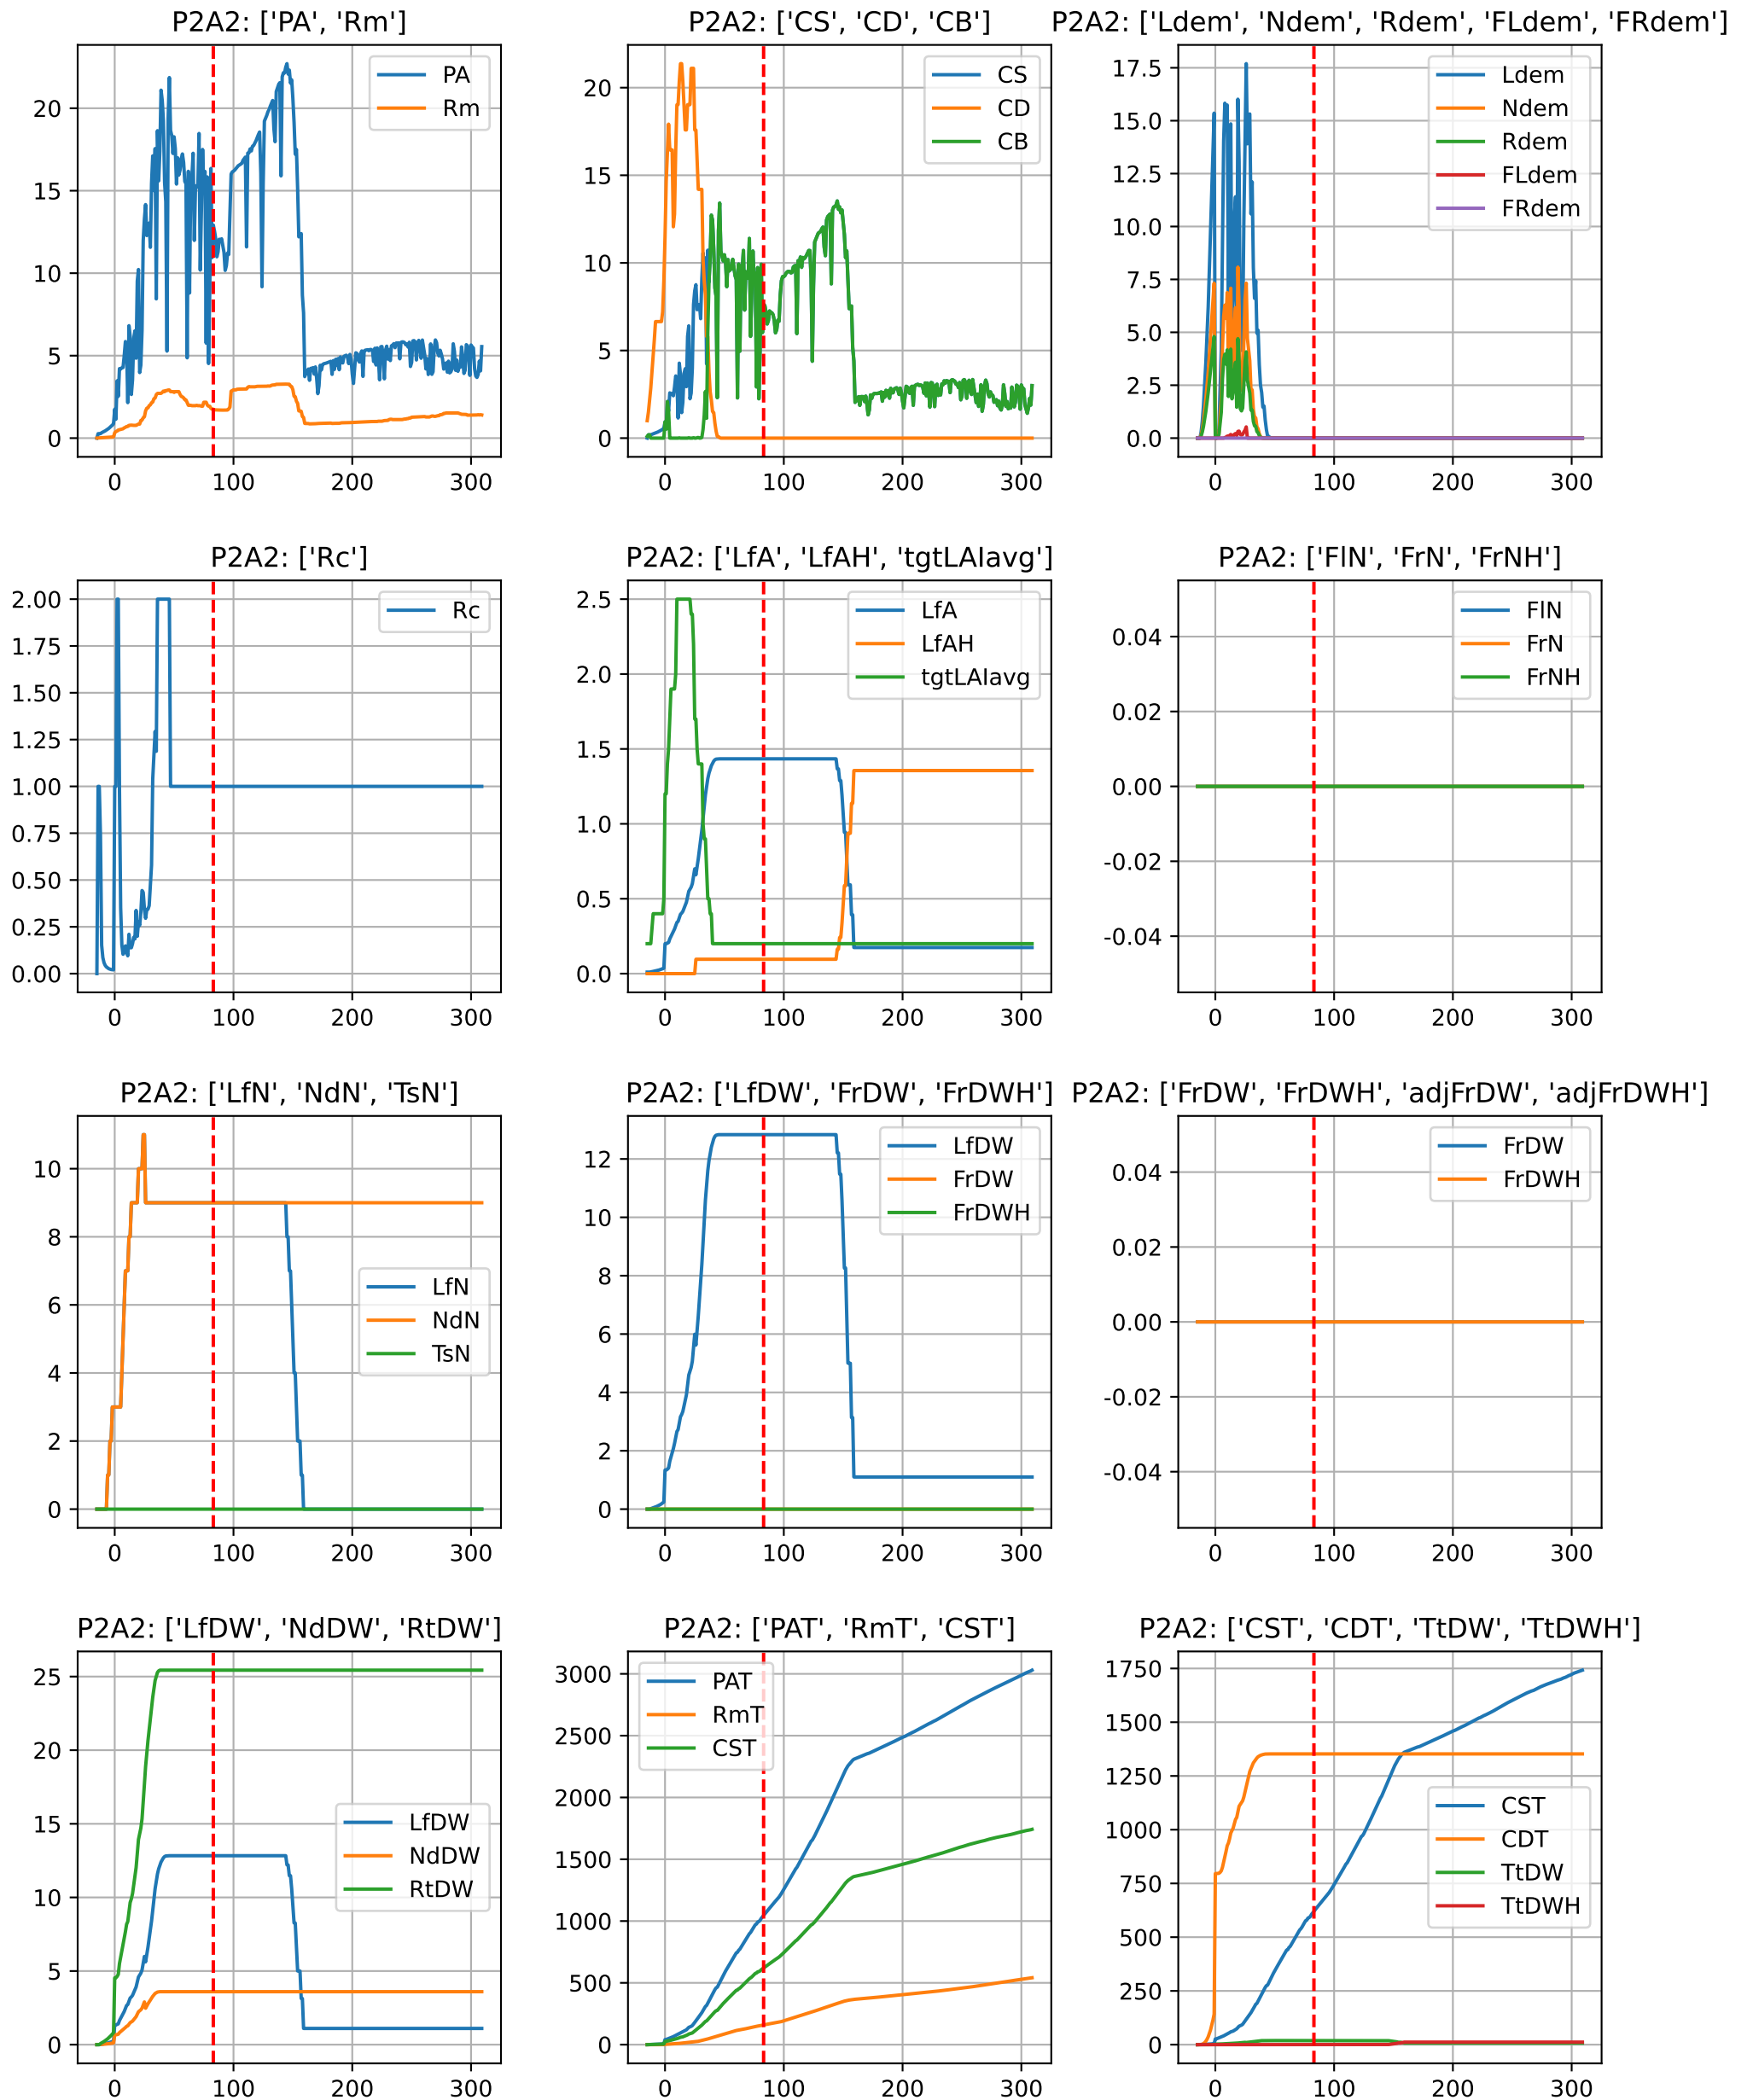 P2A2: ['PA', 'Rm']
20
15
10
5
0
0 100 200 300
PA
Rm
P2A2: ['CS', 'CD', 'CB']
20
15
10
5
0
0 100 200 300
CS
CD
CB
P2A2: ['Ldem', 'Ndem', 'Rdem', 'FLdem', 'FRdem']
17.5
15.0
12.5
10.0
7.5
5.0
2.5
0.0
0 100 200 300
Ldem
Ndem
Rdem
FLdem
FRdem
P2A2: ['Rc']
2.00
1.75
1.50
1.25
1.00
0.75
0.50
0.25
0.00
0 100 200 300
Rc
P2A2: ['LfA', 'LfAH', 'tgtLAIavg']
2.5
2.0
1.5
1.0
0.5
0.0
0 100 200 300
LfA
LfAH
tgtLAIavg
P2A2: ['FlN', 'FrN', 'FrNH']
0.04
0.02
0.00
-0.02
-0.04
0 100 200 300
FlN
FrN
FrNH
P2A2: ['LfN', 'NdN', 'TsN']
10
8
6
4
2
0
0 100 200 300
LfN
NdN
TsN
P2A2: ['LfDW', 'FrDW', 'FrDWH']
12
10
8
6
4
2
0
0 100 200 300
LfDW
FrDW
FrDWH
P2A2: ['FrDW', 'FrDWH', 'adjFrDW', 'adjFrDWH']
0.04
0.02
0.00
-0.02
-0.04
0 100 200 300
FrDW
FrDWH
P2A2: ['LfDW', 'NdDW', 'RtDW']
25
20
15
10
5
0
0 100 200 300
LfDW
NdDW
RtDW
P2A2: ['PAT', 'RmT', 'CST']
3000
2500
2000
1500
1000
500
0
0 100 200 300
PAT
RmT
CST
P2A2: ['CST', 'CDT', 'TtDW', 'TtDWH']
1750
1500
1250
1000
750
500
250
0
0 100 200 300
CST
CDT
TtDW
TtDWH